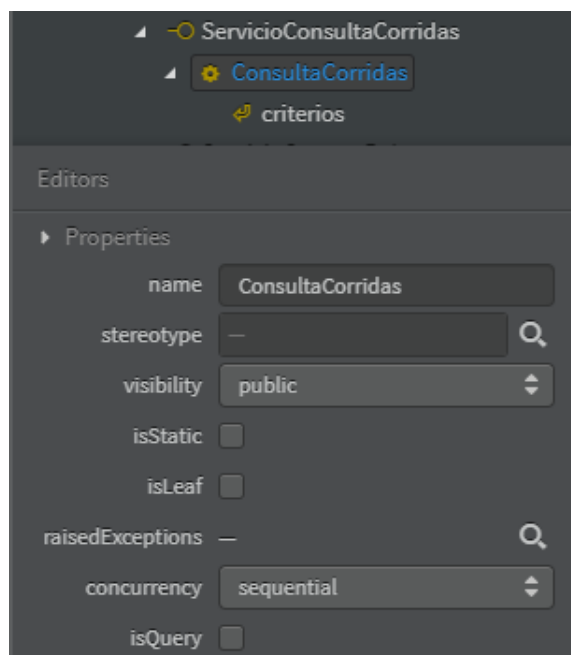 ServicioConsultaCorridas
ConsultaCorridas
criterios
Editors
Properties
name ConsultaCorridas
stereotype —
visibility public
isStatic
isLeaf
raisedExceptions —
concurrency sequential
isQuery